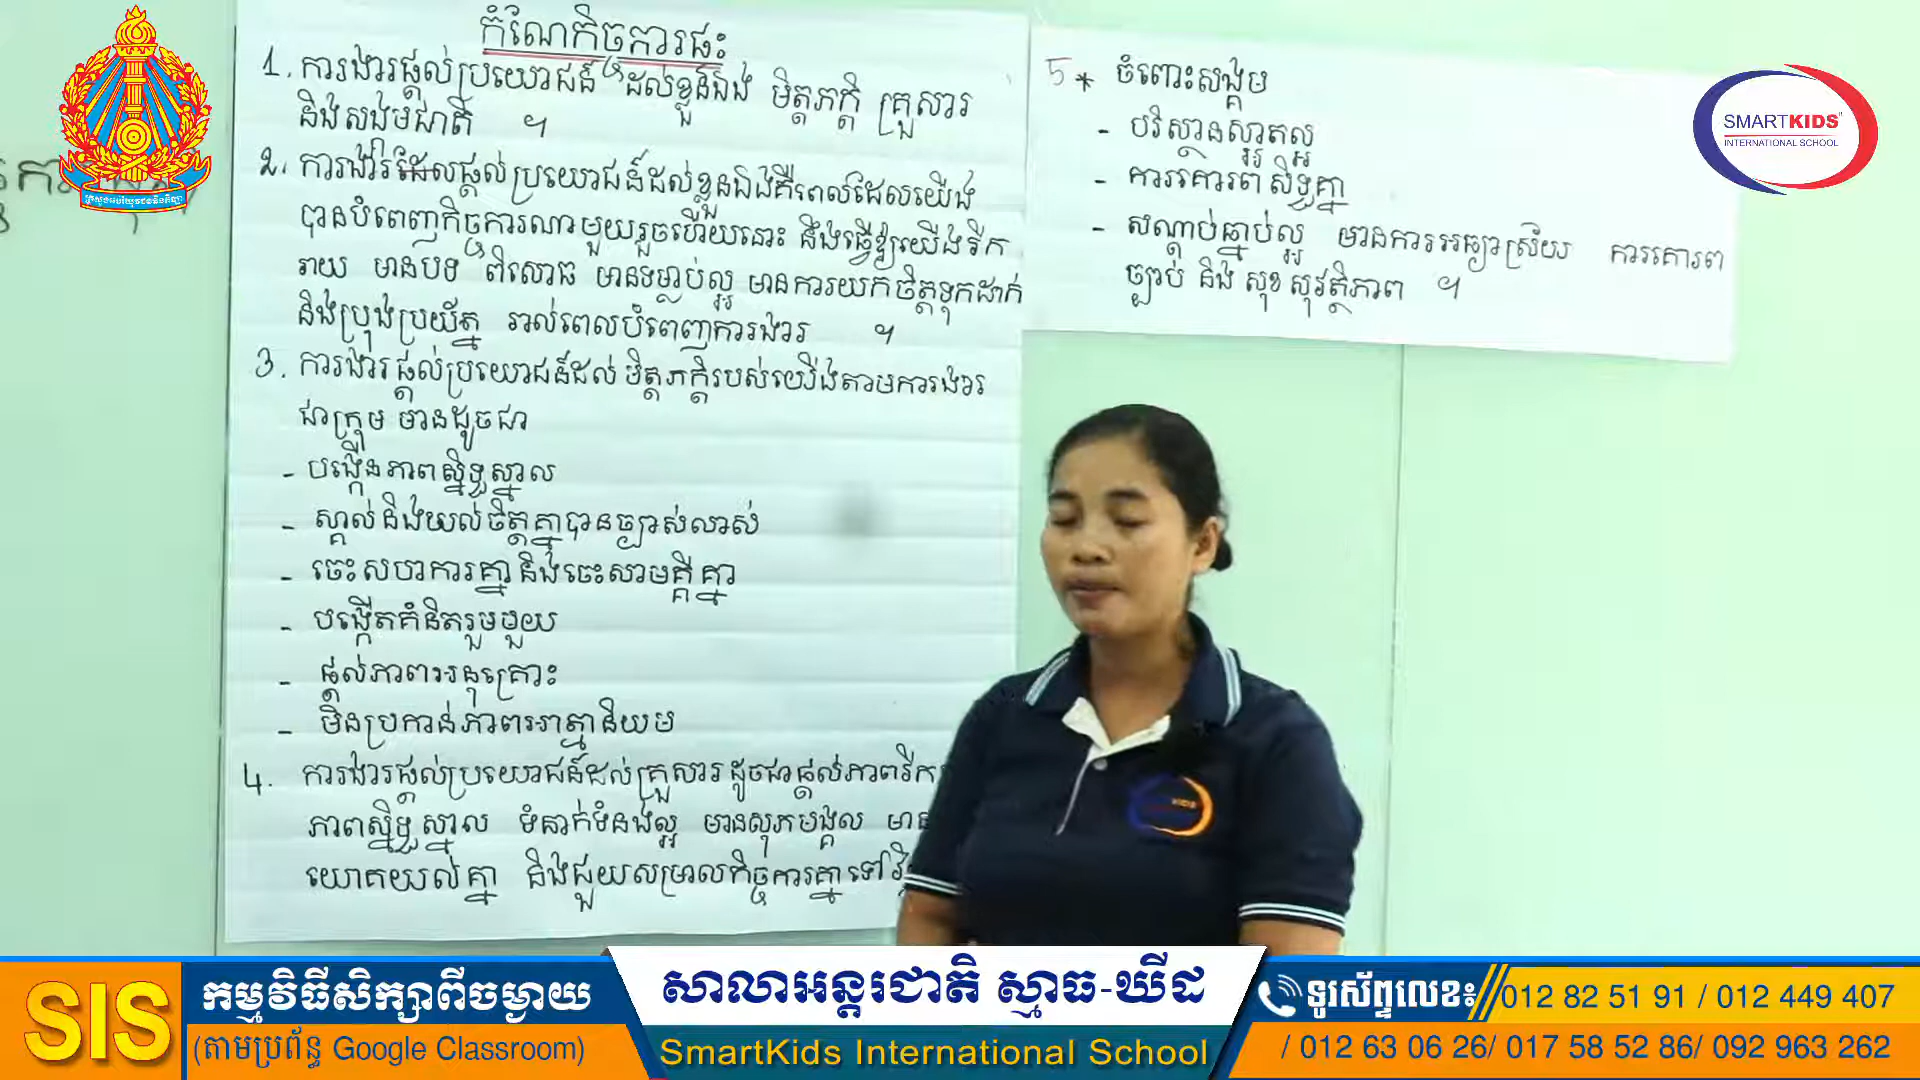 កំណែកិច្ចការផ្ទះ
1. ការងារផ្ដល់ប្រយោជន៍ដល់ខ្លួនឯង មិត្តភក្ដិ គ្រួសារ
និងសង្គមជាតិ ។
2. ការងារដែលផ្ដល់ប្រយោជន៍ដល់ខ្លួនឯងគឺពេលដែលយើង
បានបំពេញកិច្ចការណាមួយរួចហើយនោះ នឹងធ្វើឱ្យយើងរីក
រាយ មានបទ ពិសោធ មានទម្លាប់ល្អ មានការយកចិត្តទុកដាក់
និងប្រុងប្រយ័ត្ន រាល់ពេលបំពេញការងារ ។
3. ការងារផ្ដល់ប្រយោជន៍ដល់មិត្តភក្ដិរបស់យើងតាមការងារ
ជាក្រុម មានដូចជា
- បង្កើនភាពស្និទ្ធស្នាល
- ស្គាល់និងយល់ចិត្តគ្នាបានច្បាស់លាស់
- ចេះសហការគ្នានិងចេះសាមគ្គីគ្នា
- បង្កើតគំនិតរួមមួយ
- ផ្ដល់ភាពអនុគ្រោះ
- មិនប្រកាន់ភាពអាត្មានិយម
4. ការងារផ្ដល់ប្រយោជន៍ដល់គ្រួសារ ដូចជាផ្ដល់ភាពរីក
ភាពស្និទ្ធស្នាល ទំនាក់ទំនងល្អ មានសុភមង្គល មាន
យោគយល់គ្នា និងជួយសម្រាលកិច្ចការគ្នាទៅវិ
5 * ចំពោះសង្គម
- បរិស្ថានស្អាតល្អ
- ការគោរព សិទ្ធគ្នា
- សណ្ដាប់ធ្នាប់ល្អ មានការអធ្យាស្រ័យ ការគោរព
ច្បាប់ និង សុខ សុវត្ថិភាព ។
SMARTKIDS
INTERNATIONAL SCHOOL
KIDS
SIS
កម្មវិធីសិក្សាពីចម្ងាយ
(តាមប្រព័ន្ធ Google Classroom)
សាលាអន្តរជាតិ ស្មាធ-ឃីដ
SmartKids International School
ទូរស័ព្ទលេខ៖ 012 82 51 91 / 012 449 407
/ 012 63 06 26/ 017 58 52 86/ 092 963 262